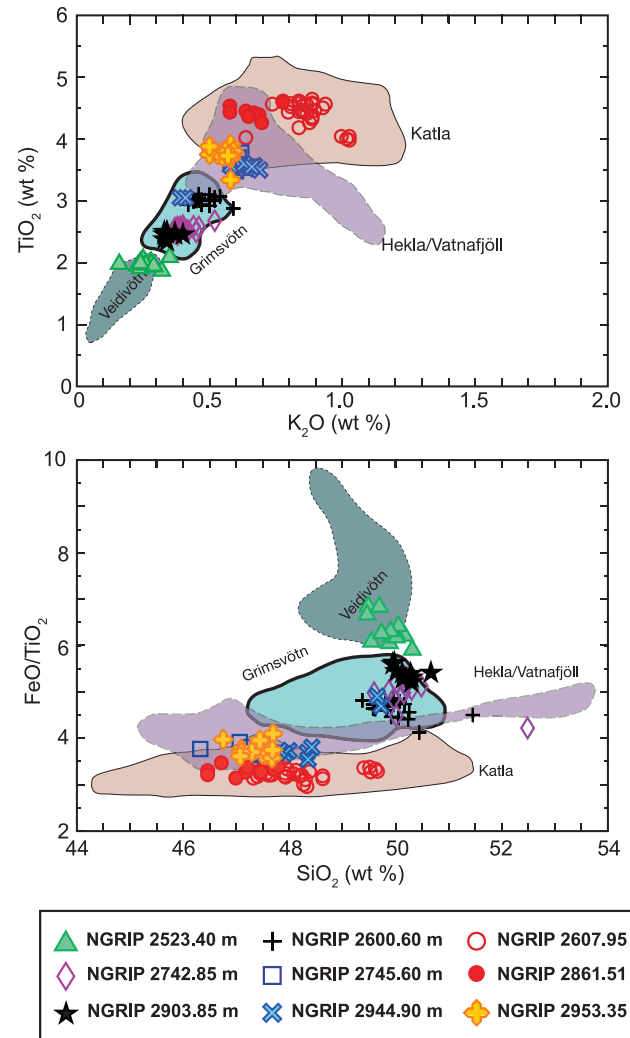 6
5
4
3
2
1
0
TiO2 (wt %)
Katla
Hekla/Vatnafjöll
Grimsvötn
Veidivötn
0 0.5 1.0 1.5 2.0
K2O (wt %)
10
8
6
4
2
FeO/TiO2
Veidivötn
Grimsvötn
Hekla/Vatnafjöll
Katla
44 46 48 50 52 54
SiO2 (wt %)
NGRIP 2523.40 m NGRIP 2600.60 m NGRIP 2607.95
NGRIP 2742.85 m NGRIP 2745.60 m NGRIP 2861.51
NGRIP 2903.85 m NGRIP 2944.90 m NGRIP 2953.35